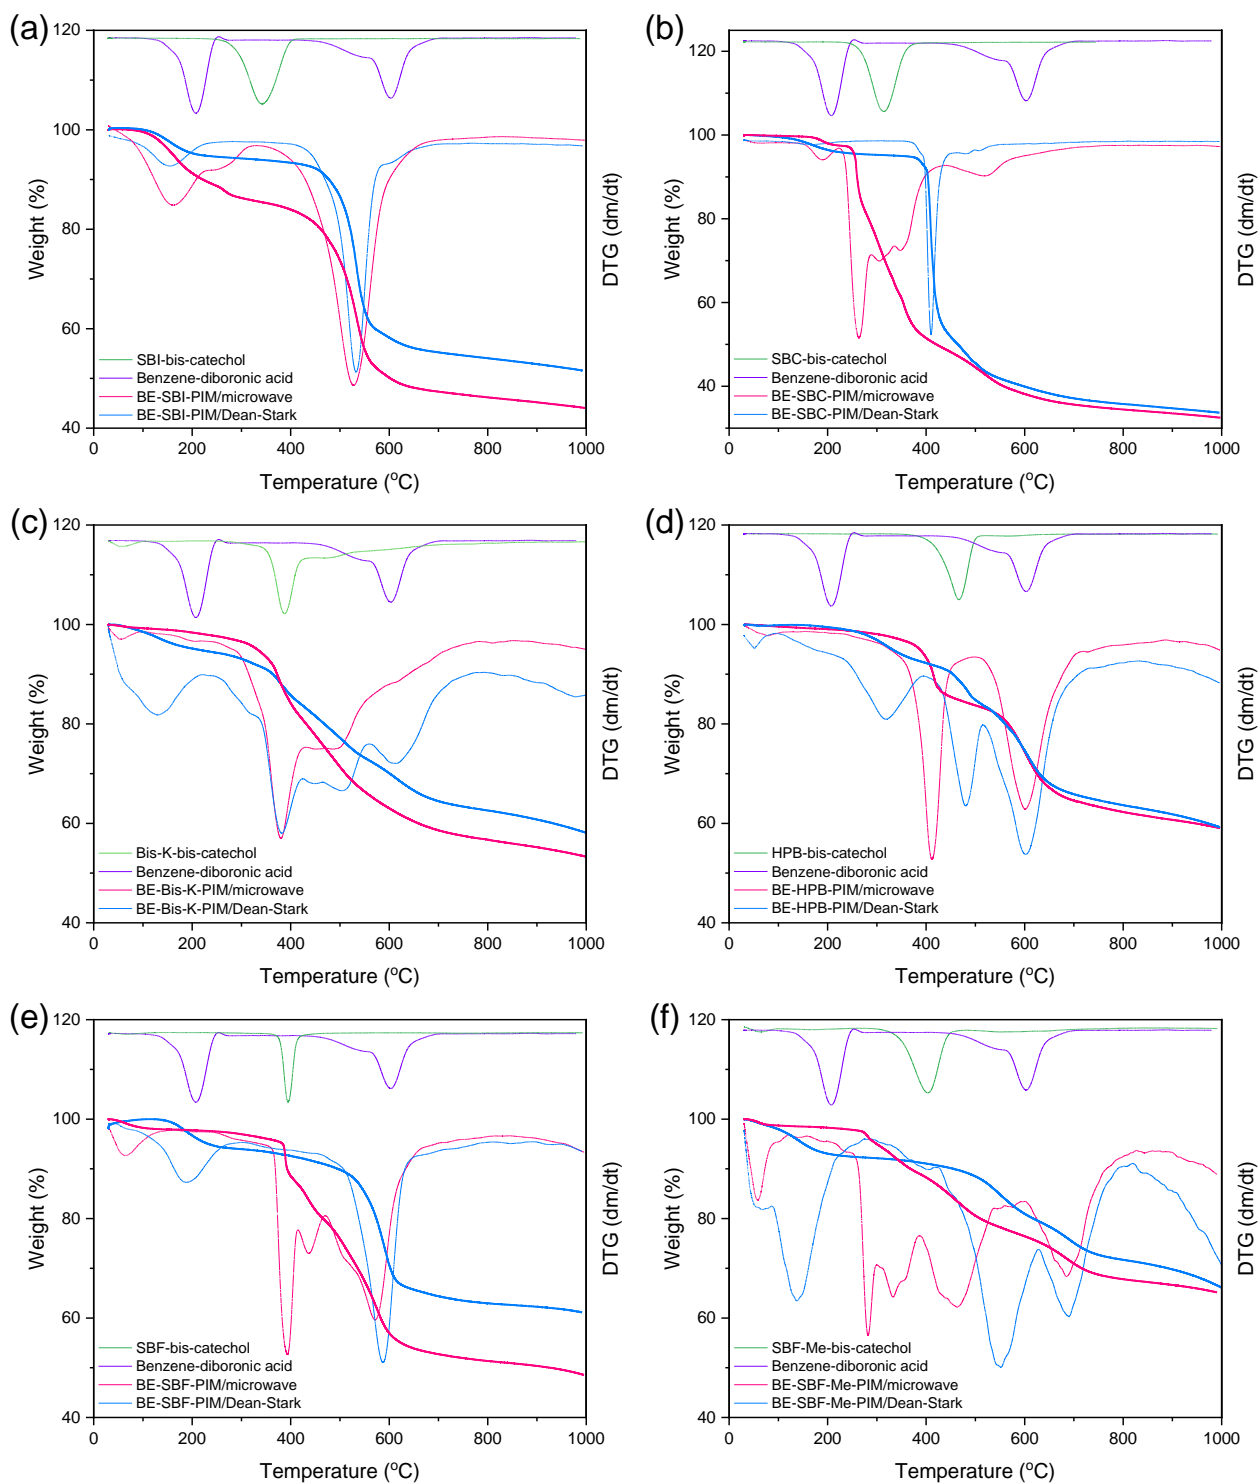 (a)
120
100
80
60
40
Weight (%)
DTG (dm/dt)
SBI-bis-catechol
Benzene-diboronic acid
BE-SBI-PIM/microwave
BE-SBI-PIM/Dean-Stark
0 200 400 600 800 1000
Temperature (°C)
(b)
120
100
80
60
40
Weight (%)
DTG (dm/dt)
SBC-bis-catechol
Benzene-diboronic acid
BE-SBC-PIM/microwave
BE-SBC-PIM/Dean-Stark
0 200 400 600 800 1000
Temperature (°C)
(c)
120
100
80
60
40
Weight (%)
DTG (dm/dt)
Bis-K-bis-catechol
Benzene-diboronic acid
BE-Bis-K-PIM/microwave
BE-Bis-K-PIM/Dean-Stark
0 200 400 600 800 1000
Temperature (°C)
(d)
120
100
80
60
40
Weight (%)
DTG (dm/dt)
HPB-bis-catechol
Benzene-diboronic acid
BE-HPB-PIM/microwave
BE-HPB-PIM/Dean-Stark
0 200 400 600 800 1000
Temperature (°C)
(e)
120
100
80
60
40
Weight (%)
DTG (dm/dt)
SBF-bis-catechol
Benzene-diboronic acid
BE-SBF-PIM/microwave
BE-SBF-PIM/Dean-Stark
0 200 400 600 800 1000
Temperature (°C)
(f)
120
100
80
60
40
Weight (%)
DTG (dm/dt)
SBF-Me-bis-catechol
Benzene-diboronic acid
BE-SBF-Me-PIM/microwave
BE-SBF-Me-PIM/Dean-Stark
0 200 400 600 800 1000
Temperature (°C)